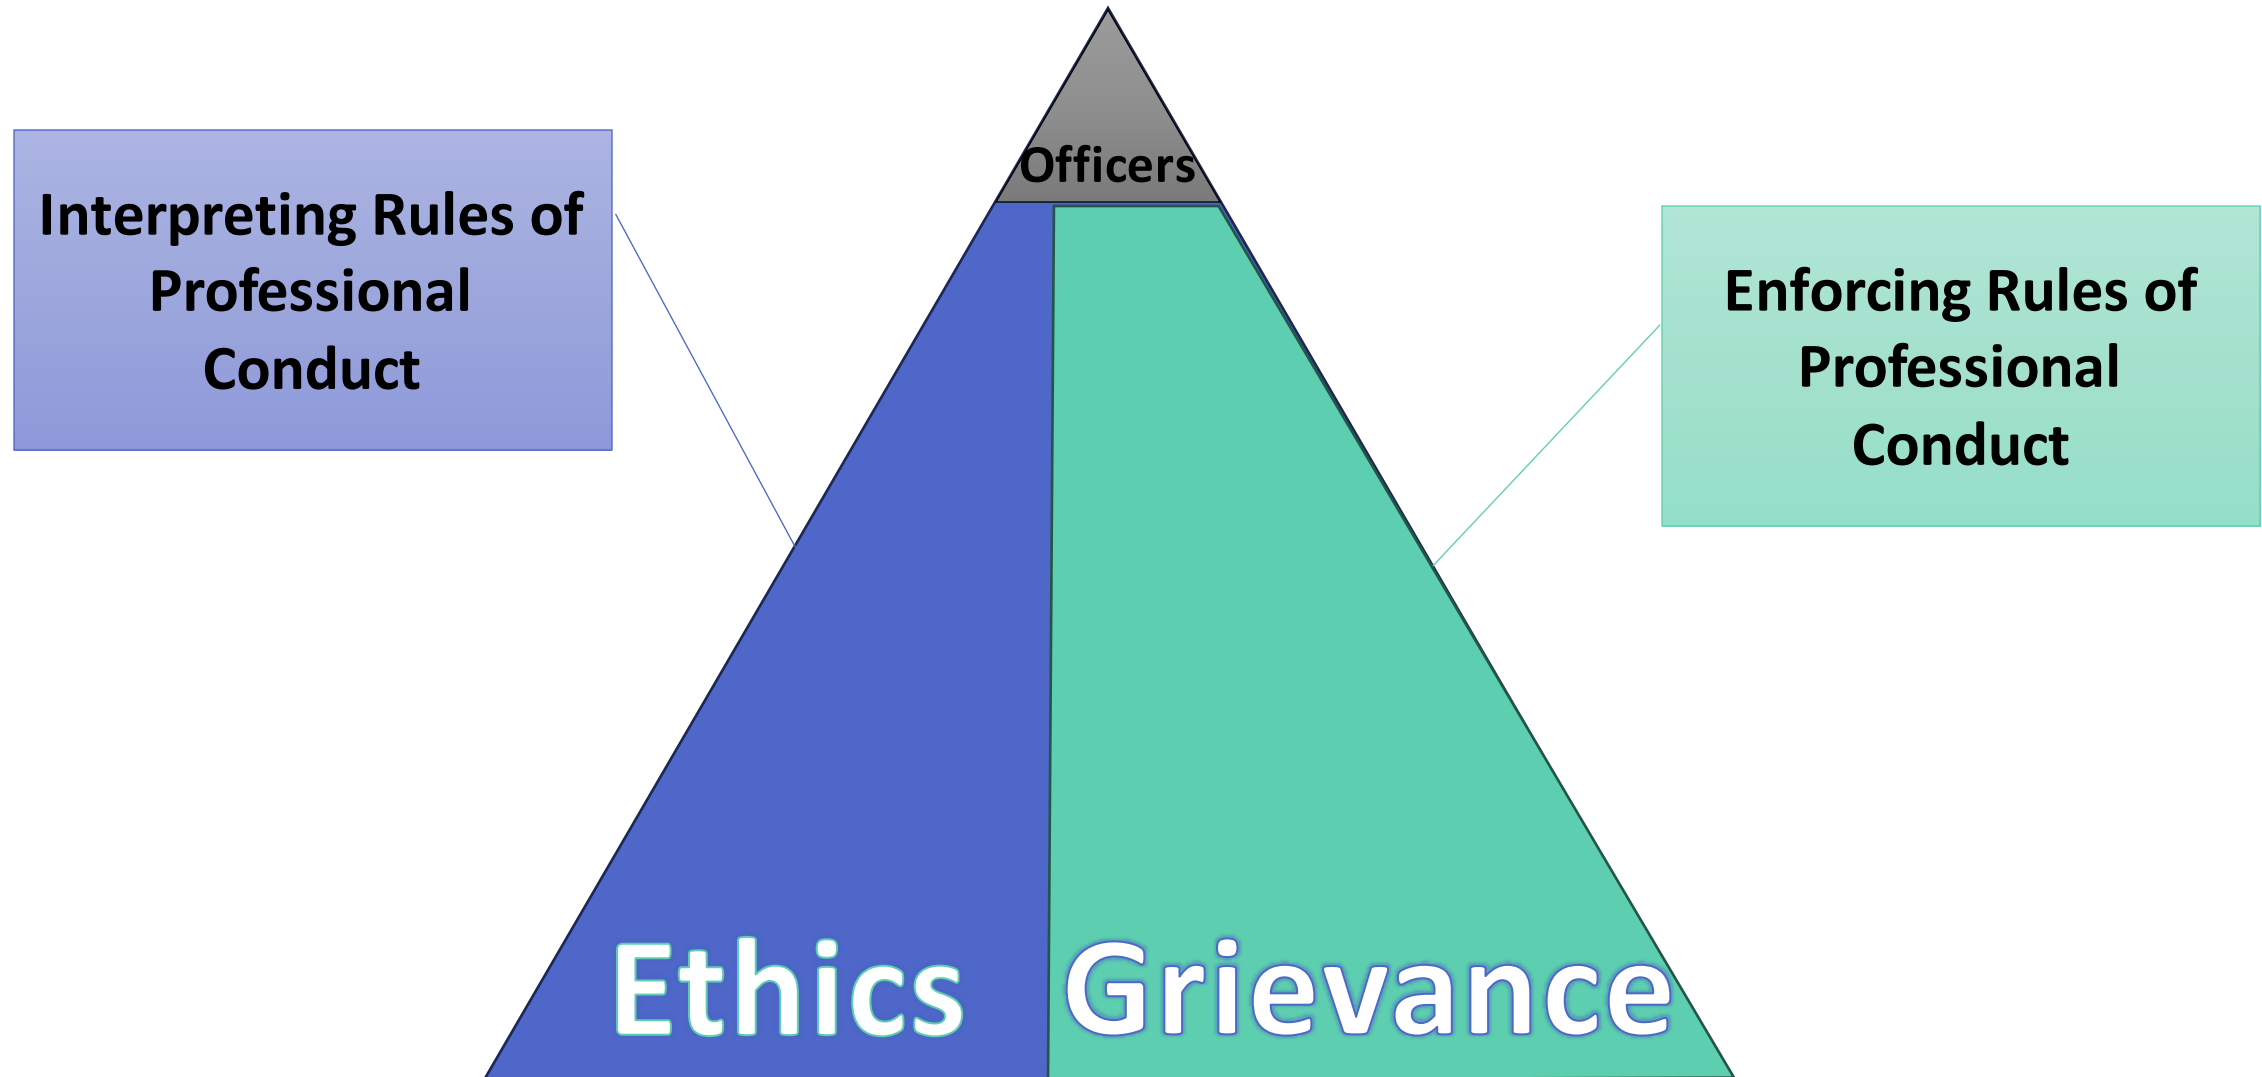 Officers
Interpreting Rules of
Professional
Conduct
Enforcing Rules of
Professional
Conduct
Ethics
Grievance